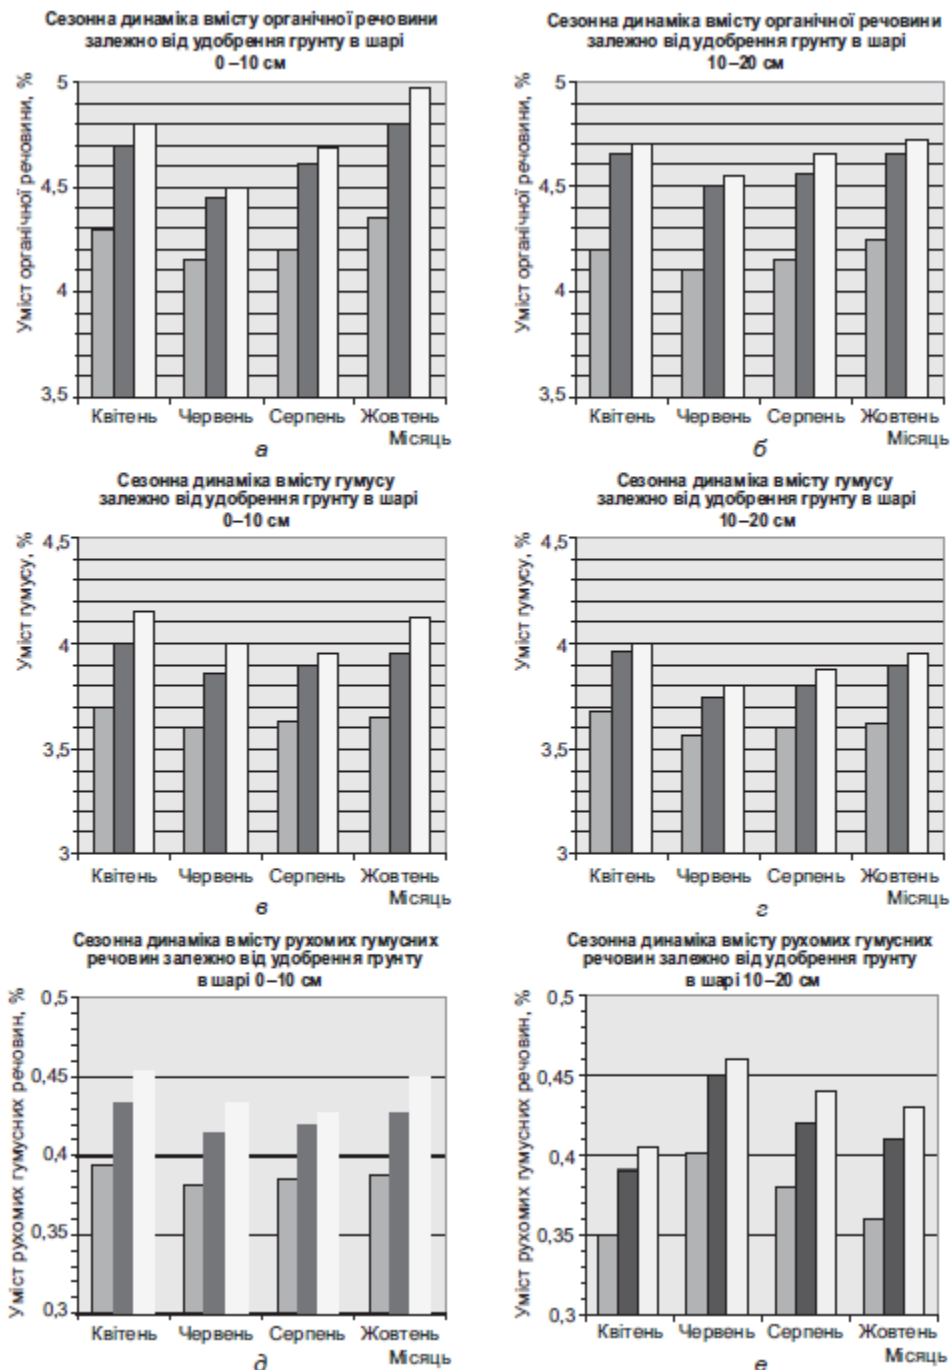 Сезонна динаміка вмісту органічної речовини
залежно від удобрення грунту в шарі
0–10 см
Уміст органічної речовини, %
5
4,5
4
3,5
Квітень Червень Серпень Жовтень
Місяць
а
Сезонна динаміка вмісту органічної речовини
залежно від удобрення грунту в шарі
10–20 см
Уміст органічної речовини, %
5
4,5
4
3,5
Квітень Червень Серпень Жовтень
Місяць
б
Сезонна динаміка вмісту гумусу
залежно від удобрення грунту в шарі
0–10 см
Уміст гумусу, %
4,5
4
3,5
3
Квітень Червень Серпень Жовтень
Місяць
в
Сезонна динаміка вмісту гумусу
залежно від удобрення грунту в шарі
10–20 см
Уміст гумусу, %
4,5
4
3,5
3
Квітень Червень Серпень Жовтень
Місяць
г
Сезонна динаміка вмісту рухомих гумусних
речовин залежно від удобрення грунту
в шарі 0–10 см
Уміст рухомих гумусних речовин, %
0,5
0,45
0,4
0,35
0,3
Квітень Червень Серпень Жовтень
Місяць
д
Сезонна динаміка вмісту рухомих гумусних
речовин залежно від удобрення грунту
в шарі 10–20 см
Уміст рухомих гумусних речовин, %
0,5
0,45
0,4
0,35
0,3
Квітень Червень Серпень Жовтень
Місяць
е